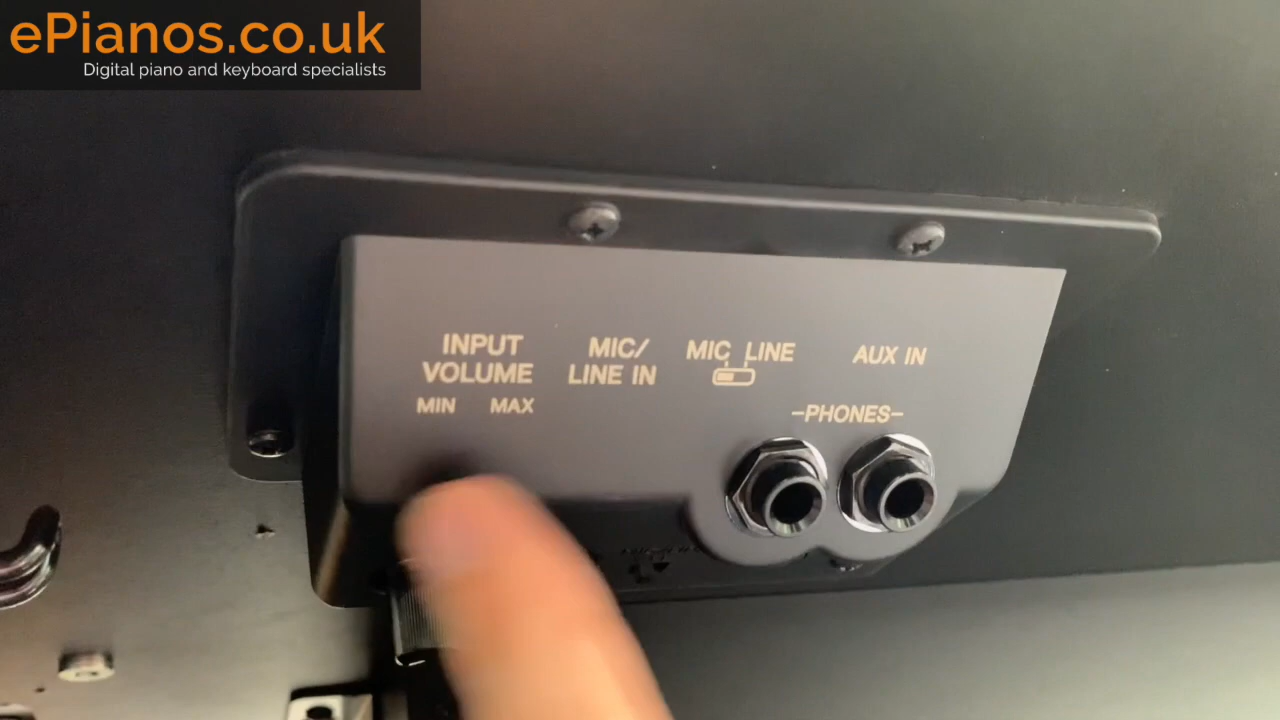 ePianos.co.uk
Digital piano and keyboard specialists
INPUT
VOLUME
MIN MAX
MIC/
LINE IN
MIC LINE
AUX IN
-PHONES-